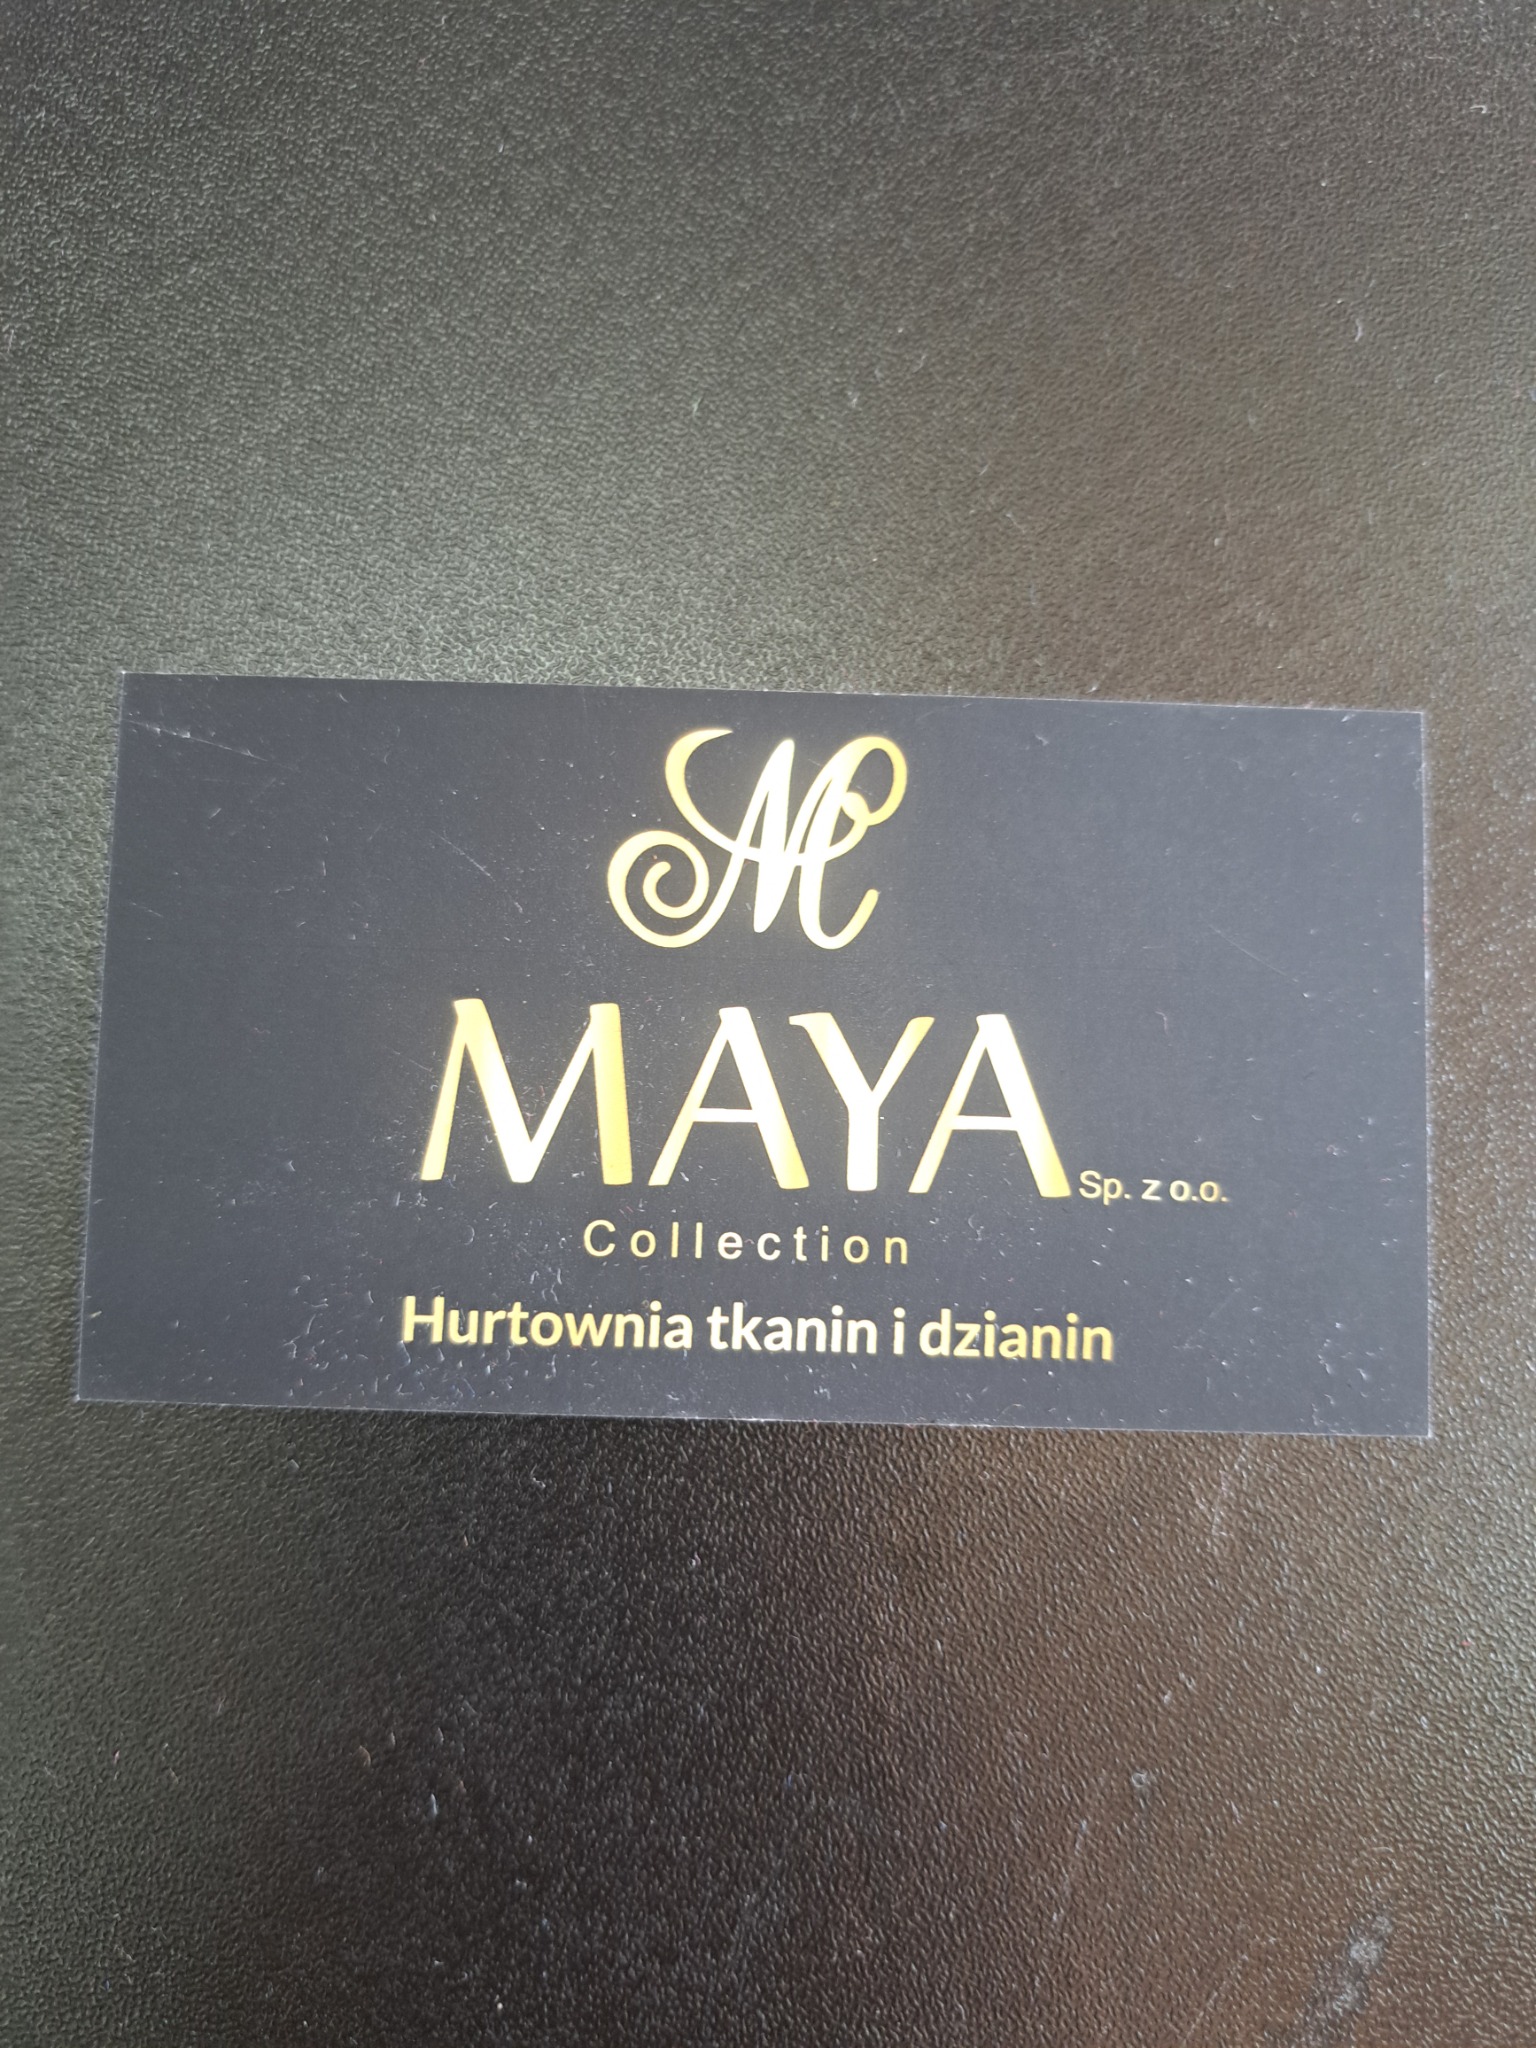 M
MAYA Sp. z o.o.
Collection
Hurtownia tkanin i dzianin